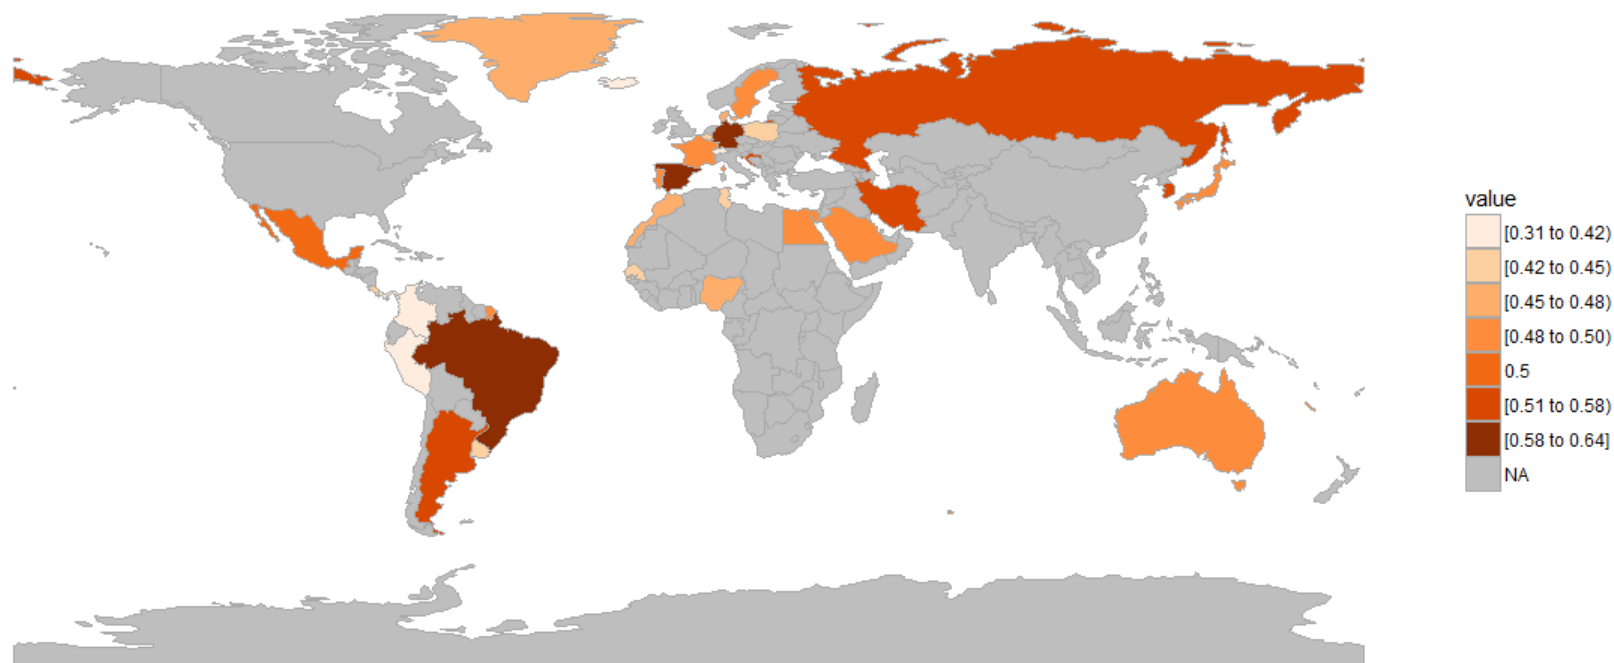 value
[0.31 to 0.42)
[0.42 to 0.45)
[0.45 to 0.48)
[0.48 to 0.50)
0.5
[0.51 to 0.58)
[0.58 to 0.64]
NA